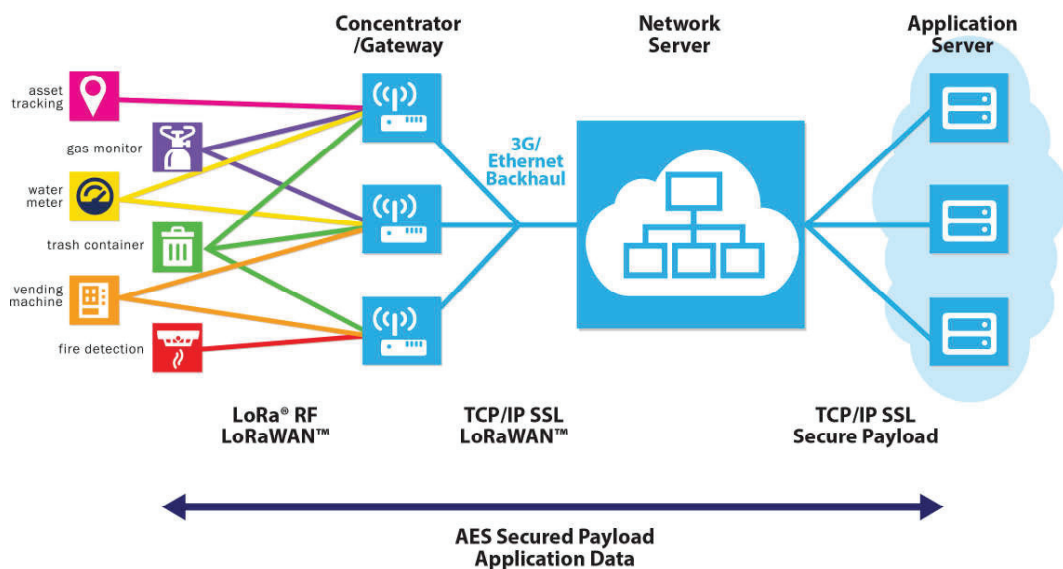 Concentrator
/Gateway
Network
Server
Application
Server
asset
tracking
gas monitor
water
meter
trash container
vending
machine
fire detection
3G/
Ethernet
Backhaul
LoRa® RF
LoRaWAN™
TCP/IP SSL
LoRaWAN™
TCP/IP SSL
Secure Payload
AES Secured Payload
Application Data